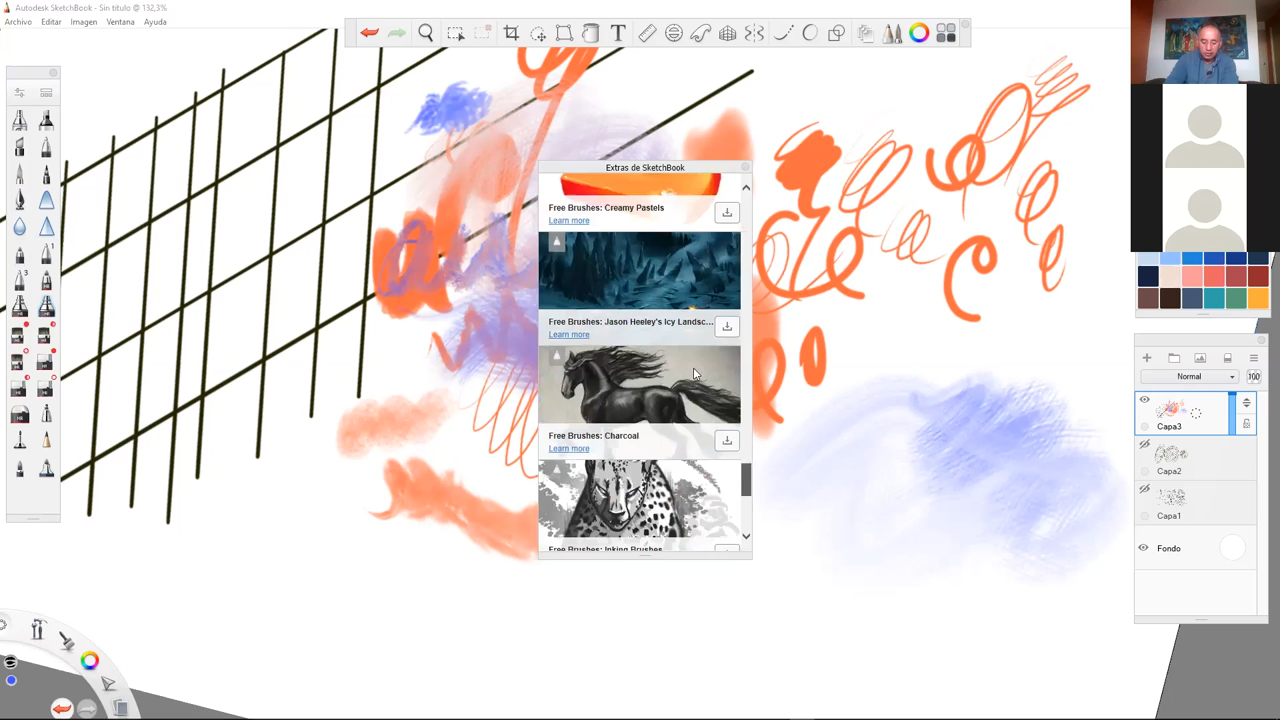 Autodesk SketchBook - Sin título @ 132,3%
Archivo Editar Imagen Ventana Ayuda
T
Extras de SketchBook
Free Brushes: Creamy Pastels
Learn more
Free Brushes: Jason Heeley's Icy Landsc...
Learn more
Free Brushes: Charcoal
Learn more
Free Brushes: Inking Brushes
1
3
Normal
100
Capa3
Capa2
Capa1
Fondo